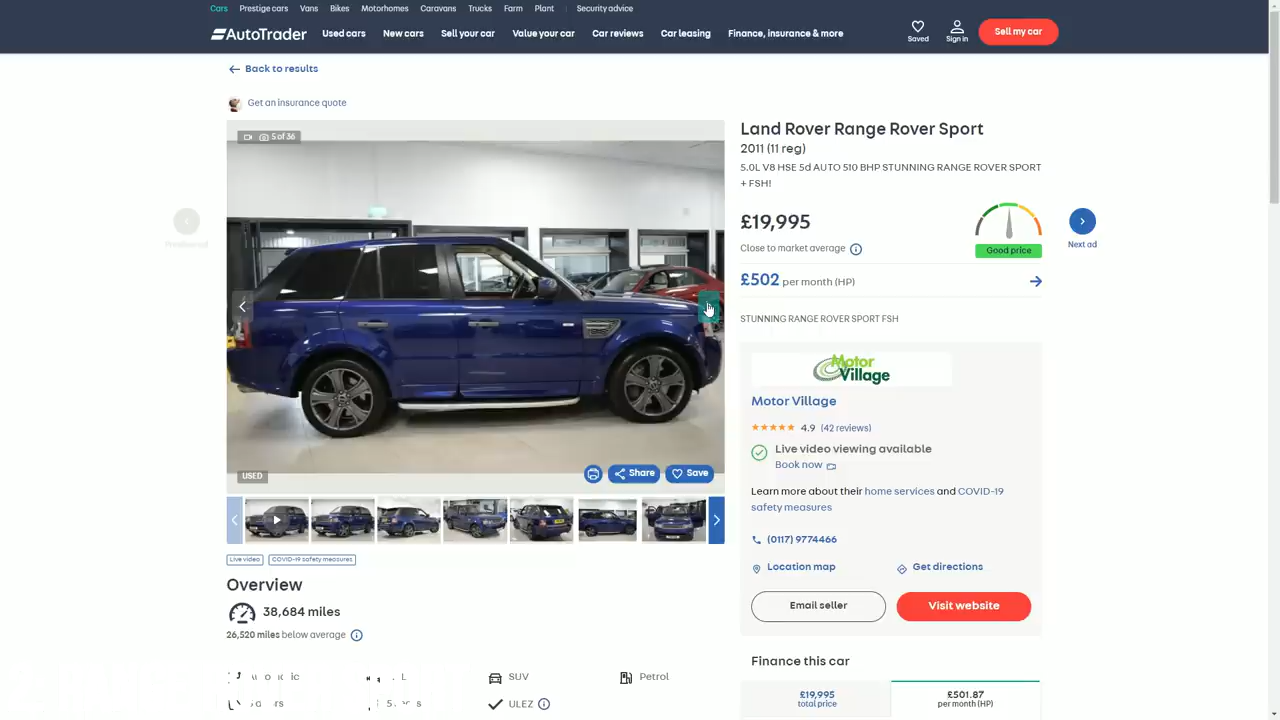 Cars
Prestige cars
Vans
Bikes
Motorhomes
Caravans
Trucks
Farm
Plant
Security advice
AutoTrader
Used cars
New cars
Sell your car
Value your car
Car reviews
Car leasing
Finance, insurance & more
Saved
Sign in
Sell my car
Back to results
Get an insurance quote
5 of 36
USED
Share
Save
Land Rover Range Rover Sport
2011 (11 reg)
5.0L V8 HSE 5d AUTO 510 BHP STUNNING RANGE ROVER SPORT
+ FSH!
£19,995
Close to market average
Good price
Next ad
£502 per month (HP)
STUNNING RANGE ROVER SPORT FSH
Motor
Village
Motor Village
4.9 (42 reviews)
Live video viewing available
Book now
Learn more about their home services and COVID-19
safety measures
(0117) 9774466
Location map
Get directions
Email seller
Visit website
Live video
COVID-19 safety measures
Overview
38,684 miles
26,520 miles below average
SUV
Petrol
ULEZ
Finance this car
£19,995
total price
£501.87
per month (HP)